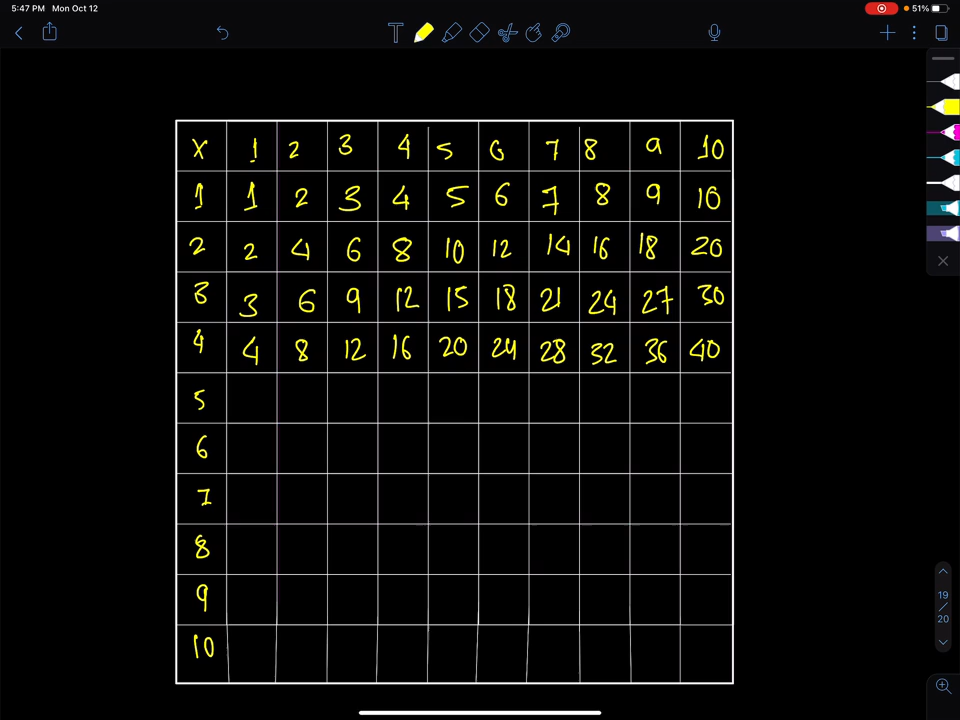 5:47 PM Mon Oct 12 51%
T
X 1 2 3 4 5 6 7 8 9 10
1 1 2 3 4 5 6 7 8 9 10
2 2 4 6 8 10 12 14 16 18 20
3 3 6 9 12 15 18 21 24 27 30
4 4 8 12 16 20 24 28 32 36 40
5
6
7
8
9
10
19
/
20